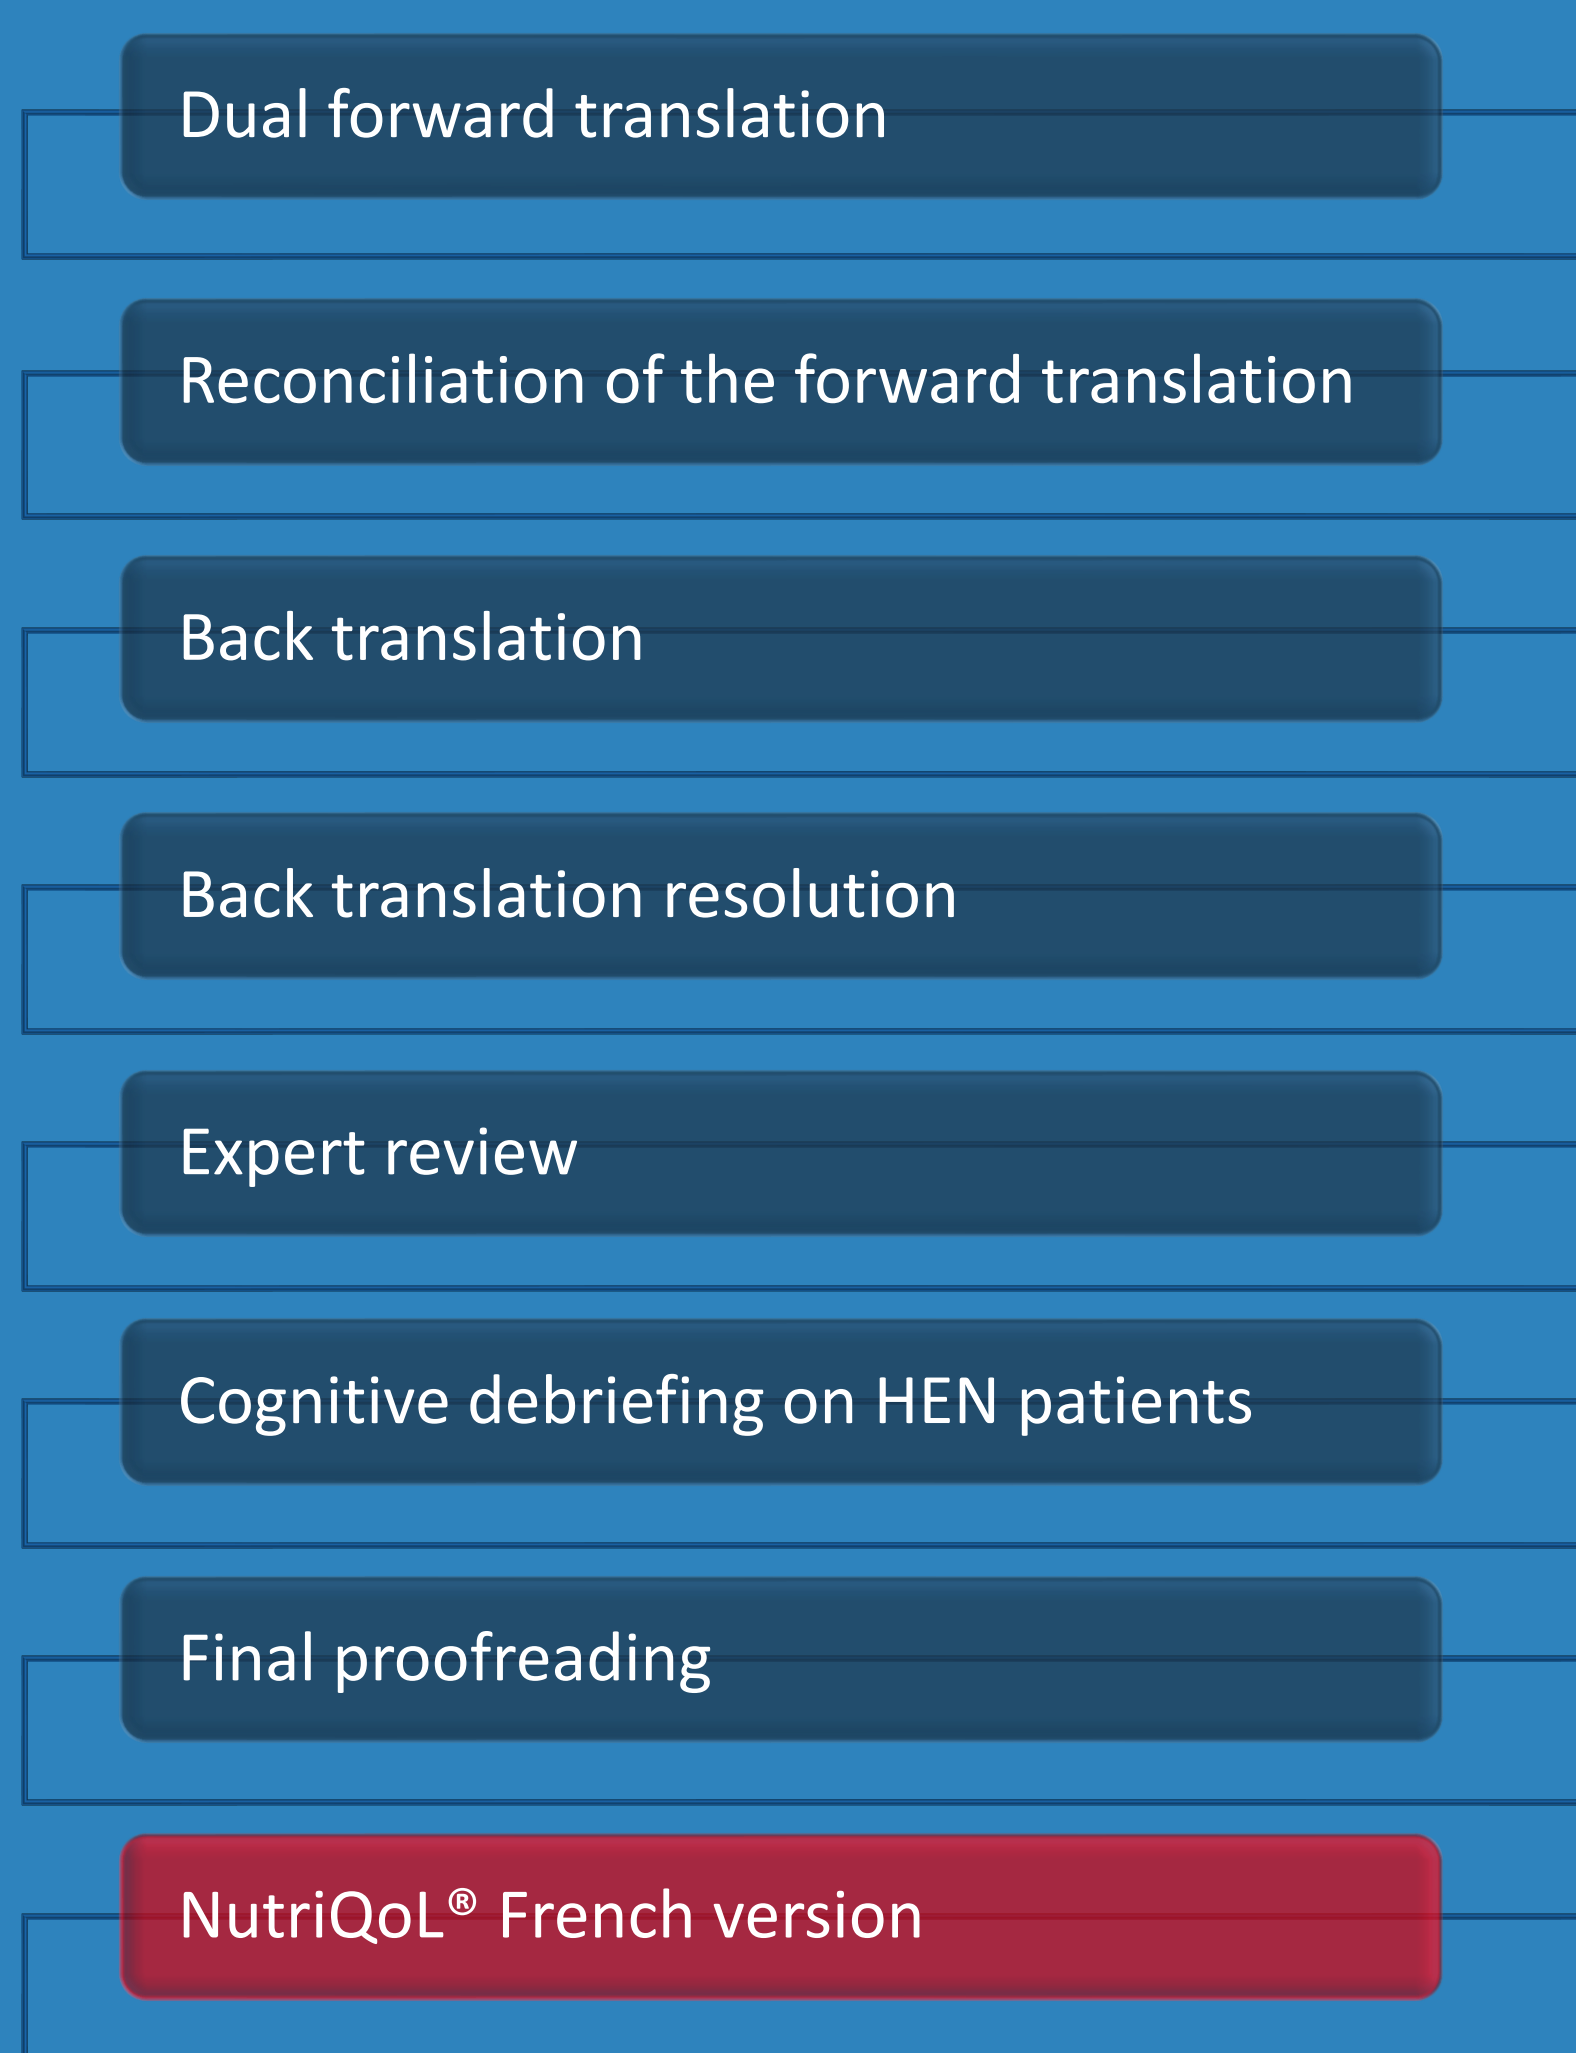 Dual forward translation
Reconciliation of the forward translation
Back translation
Back translation resolution
Expert review
Cognitive debriefing on HEN patients
Final proofreading
NutriQoL® French version